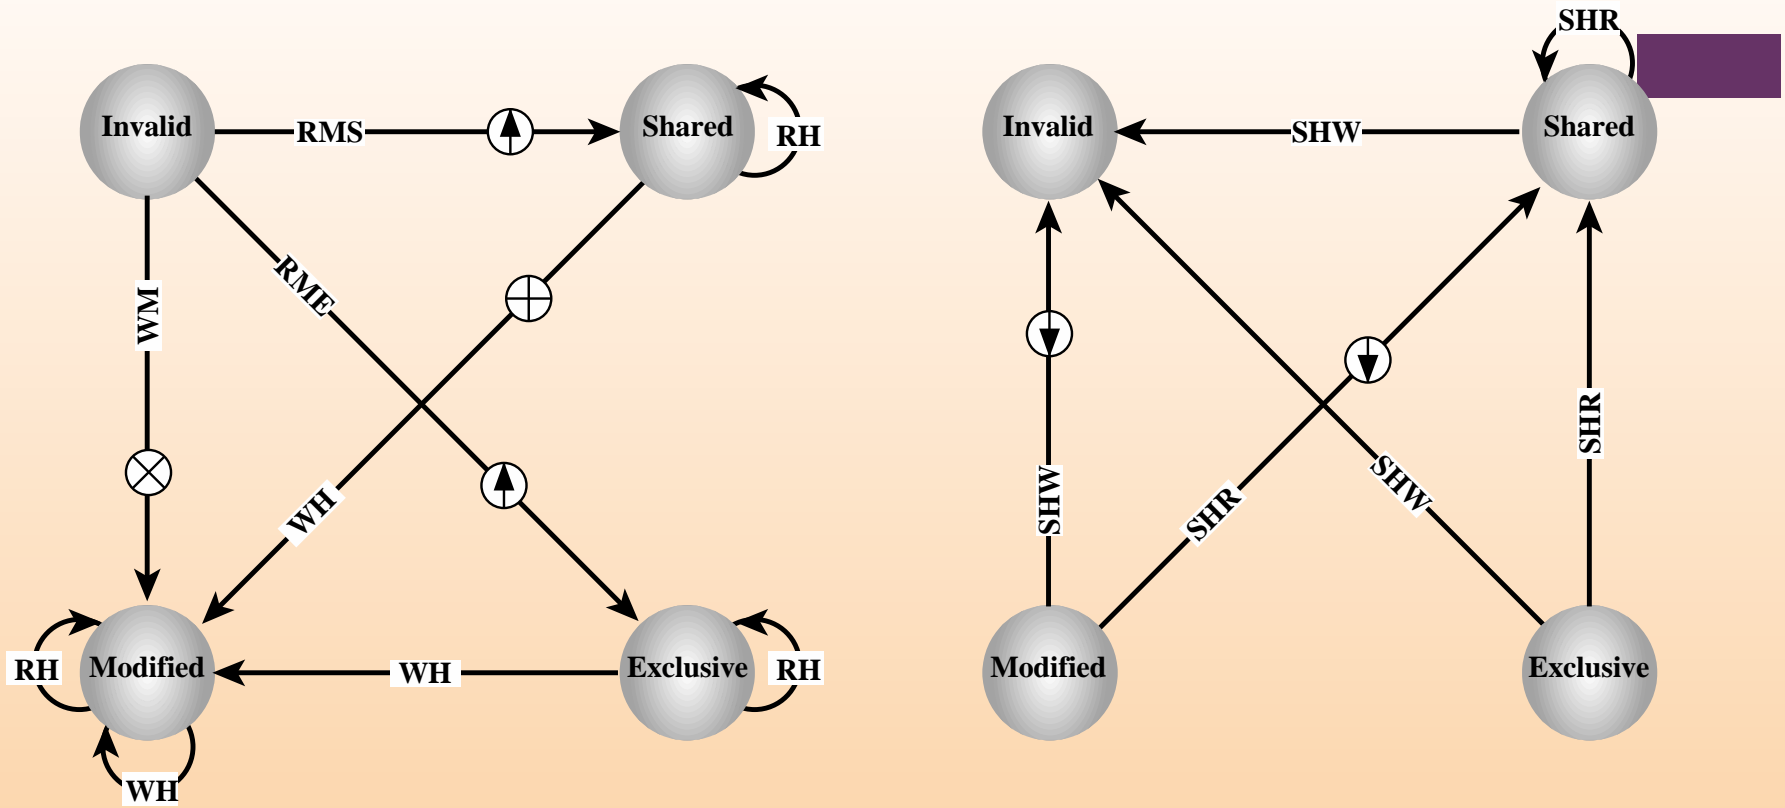 SHR
Invalid
RMS
Shared
RH
Invalid
SHW
Shared
WM
RME
WH
SHW
SHR
SHW
SHR
RH
Modified
WH
Exclusive
RH
WH
Modified
Exclusive